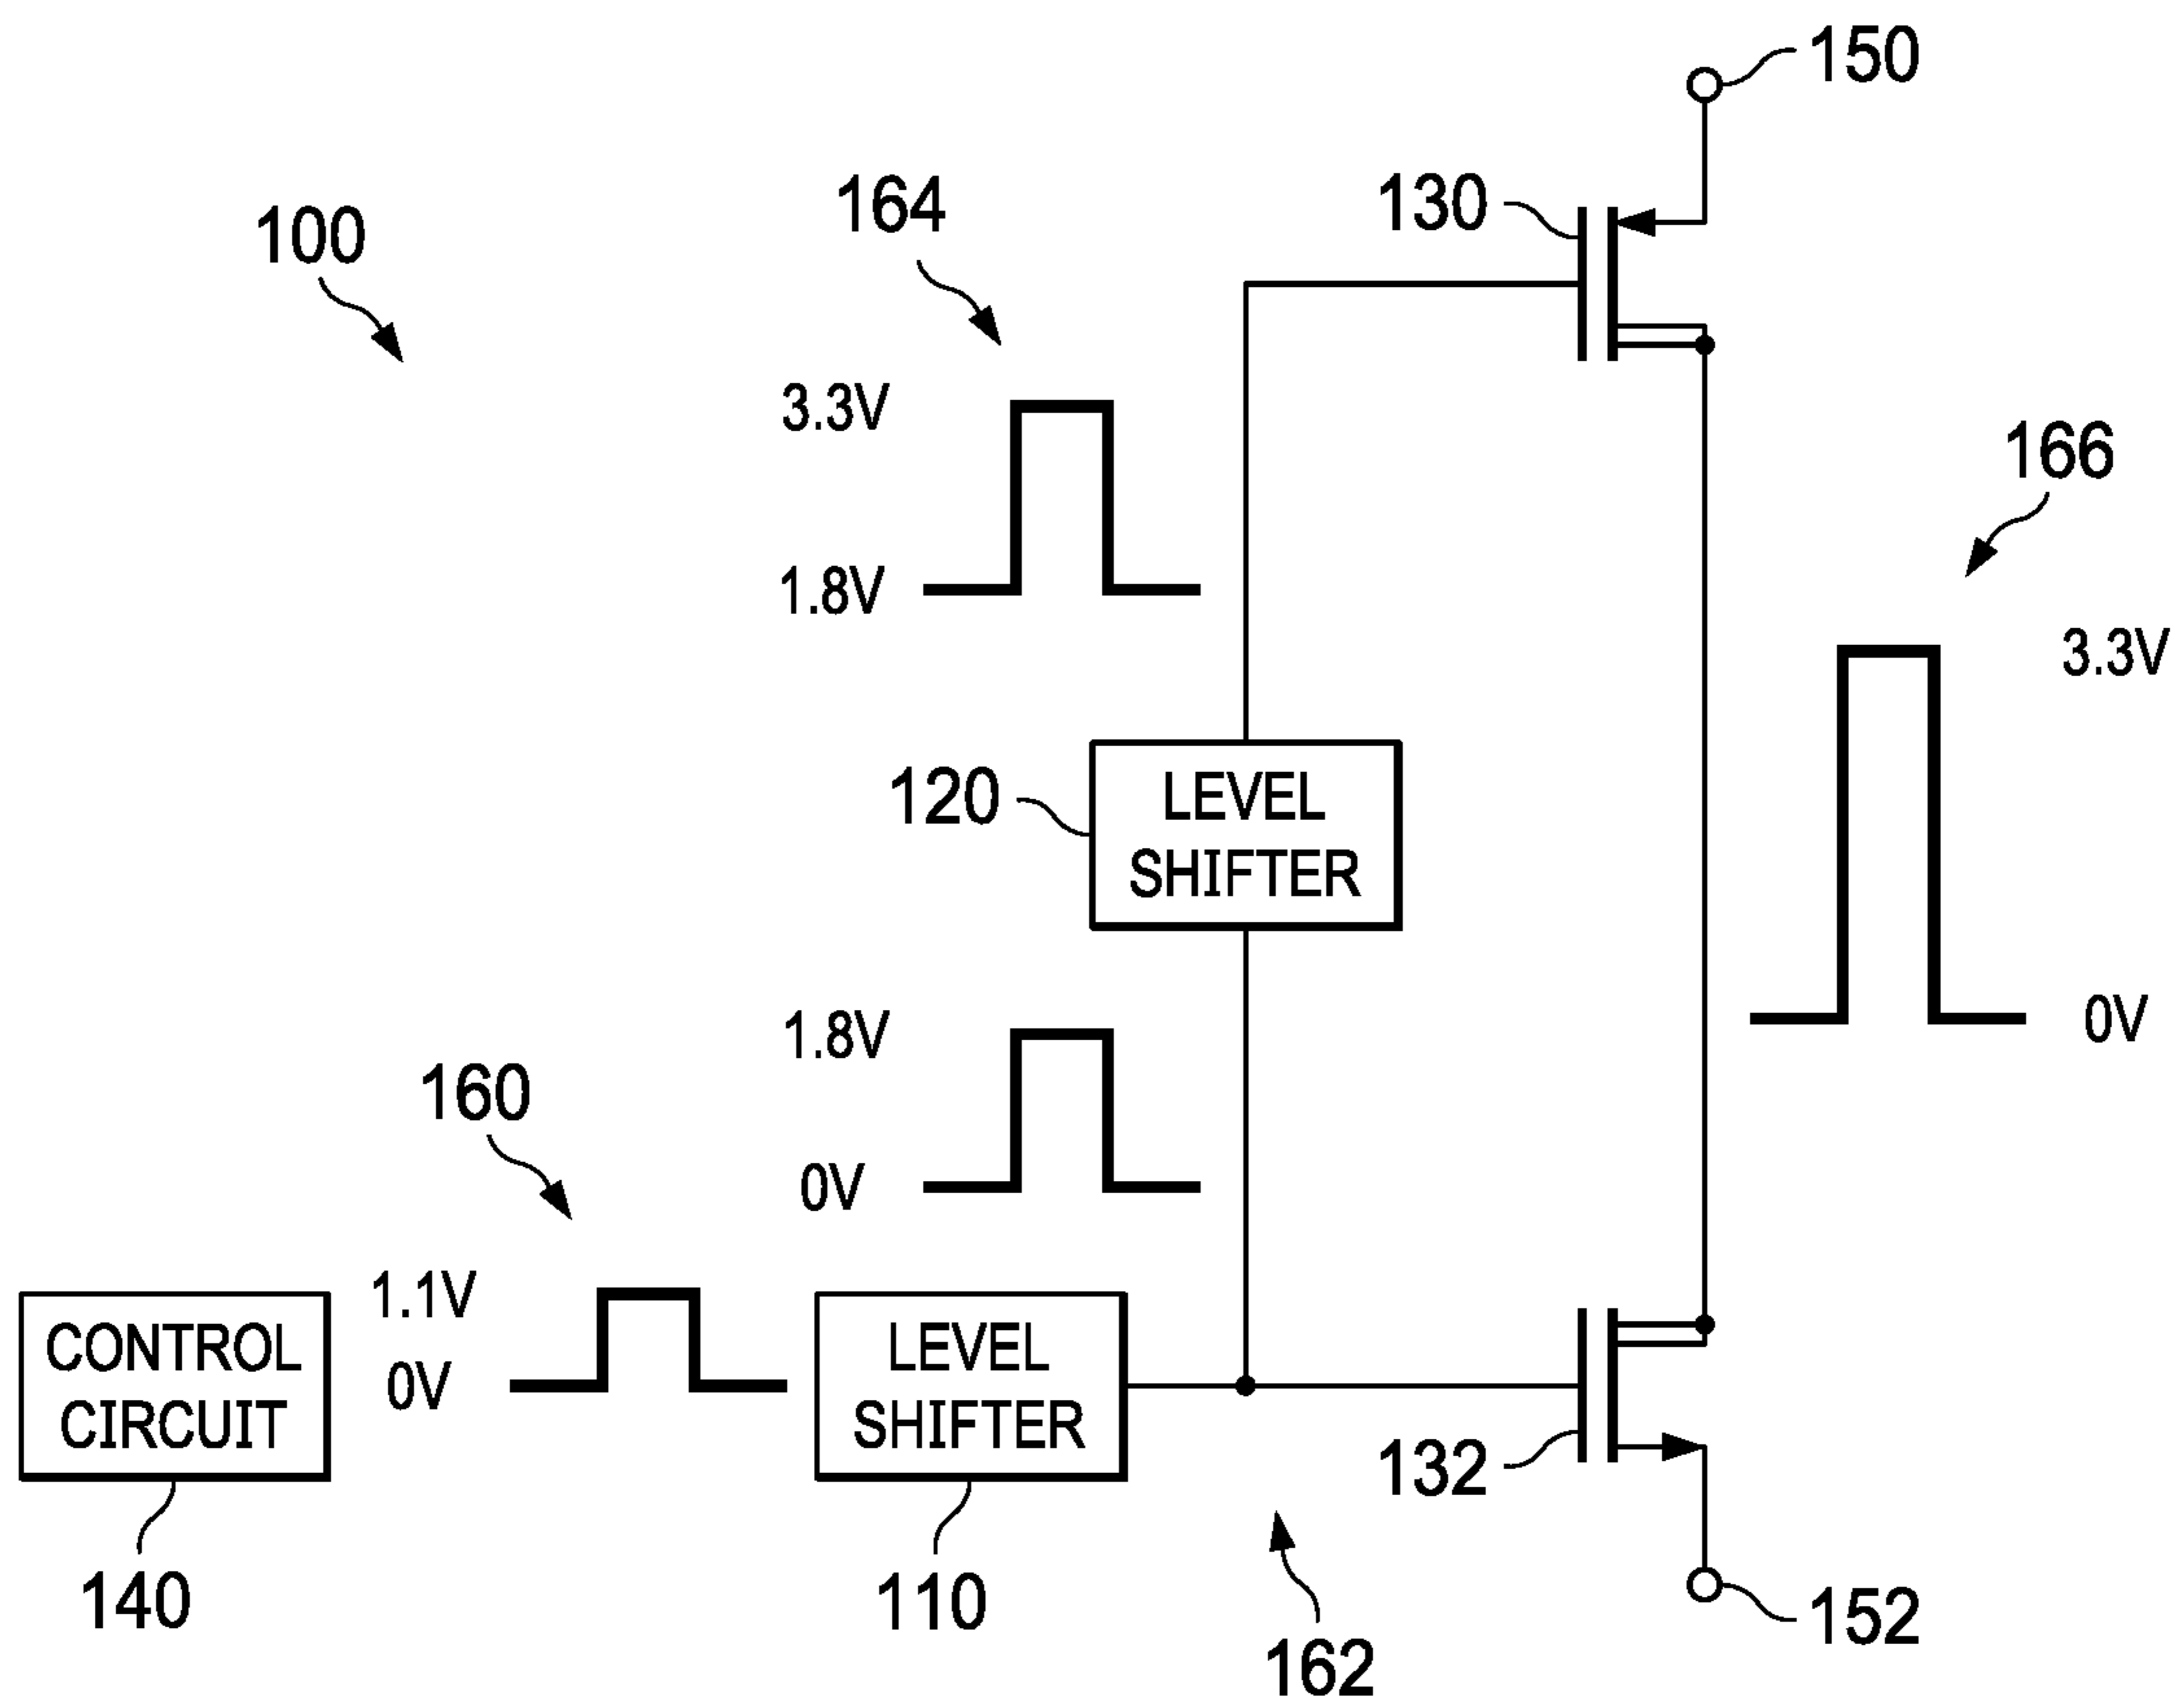 150
130
164
100
3.3V
166
1.8V
3.3V
120
LEVEL
SHIFTER
1.8V
0V
160
0V
1.1V
0V
CONTROL
CIRCUIT
LEVEL
SHIFTER
132
140
110
152
162